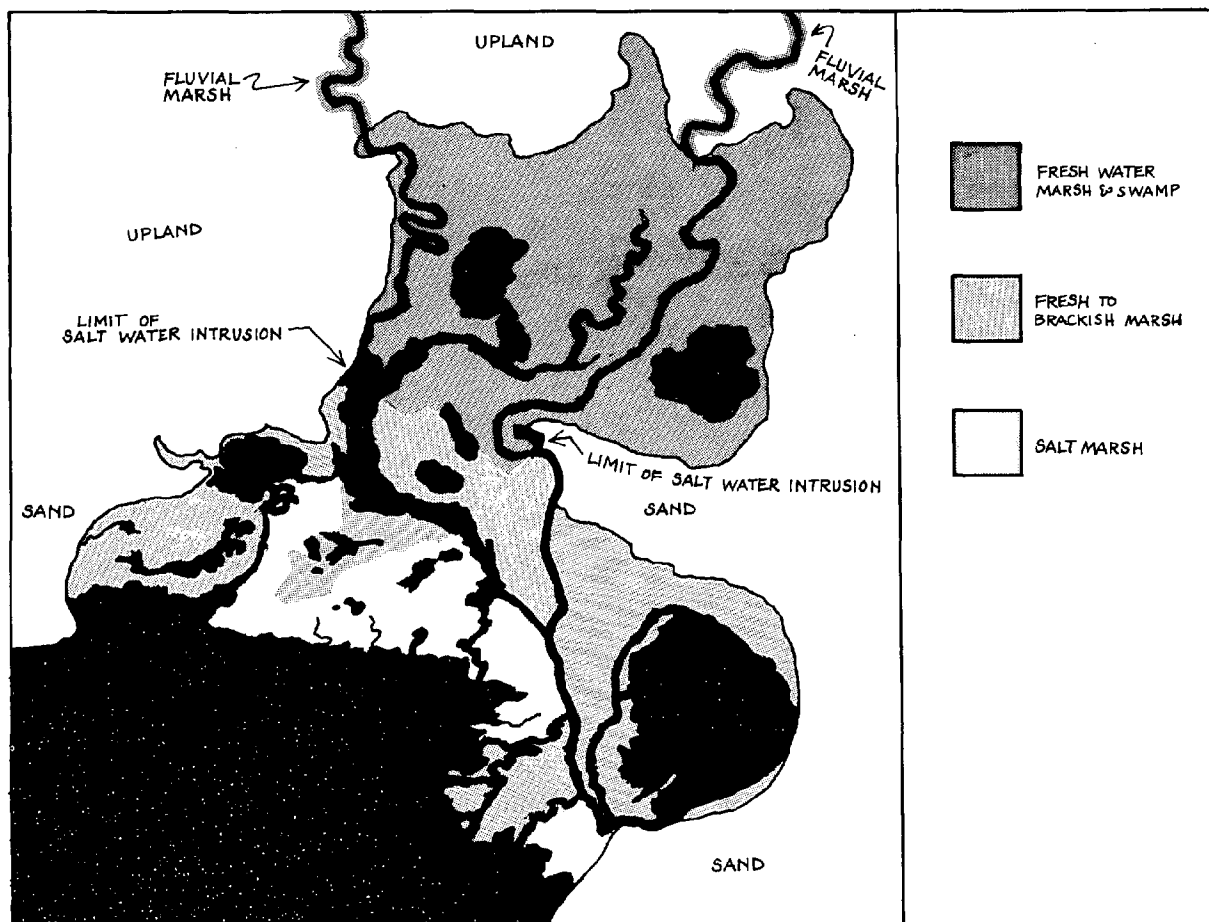 UPLAND
FLUVIAL
MARSH
FLUVIAL
MARSH
UPLAND
LIMIT OF
SALT WATER INTRUSION
LIMIT OF SALT WATER INTRUSION
SAND
SAND
SAND
FRESH WATER
MARSH & SWAMP
FRESH TO
BRACKISH MARSH
SALT MARSH